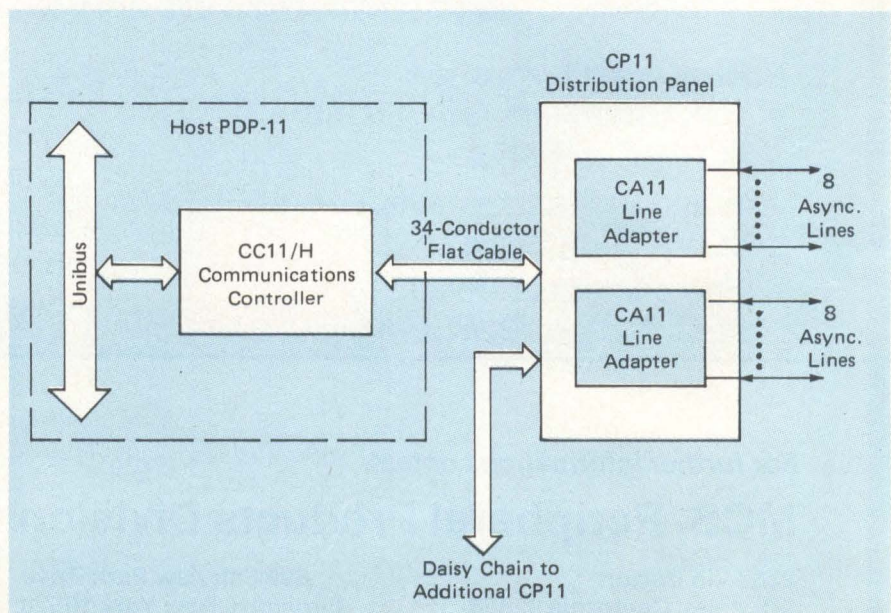 CP11
Distribution Panel
Host PDP-11
Unibus
CC11/H
Communications
Controller
34-Conductor
Flat Cable
CA11
Line
Adapter
8
Async.
Lines
CA11
Line
Adapter
8
Async.
Lines
Daisy Chain to
Additional CP11